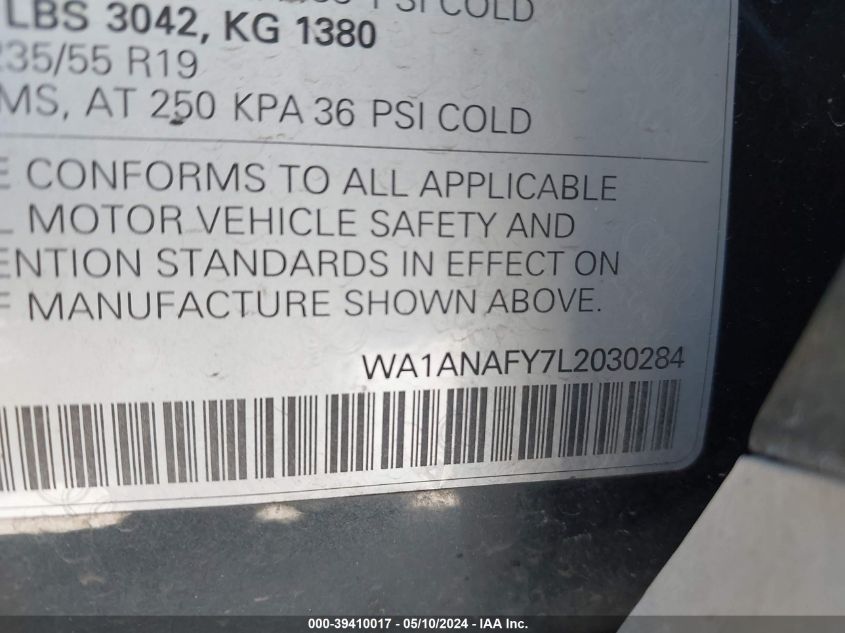 PSI COLD
LBS 3042, KG 1380
235/55 R19
MS, AT 250 KPA 36 PSI COLD
E CONFORMS TO ALL APPLICABLE
L MOTOR VEHICLE SAFETY AND
ENTION STANDARDS IN EFFECT ON
F MANUFACTURE SHOWN ABOVE.
WA1ANAFY7L2030284
000-39410017 - 05/10/2024 - IAA Inc.